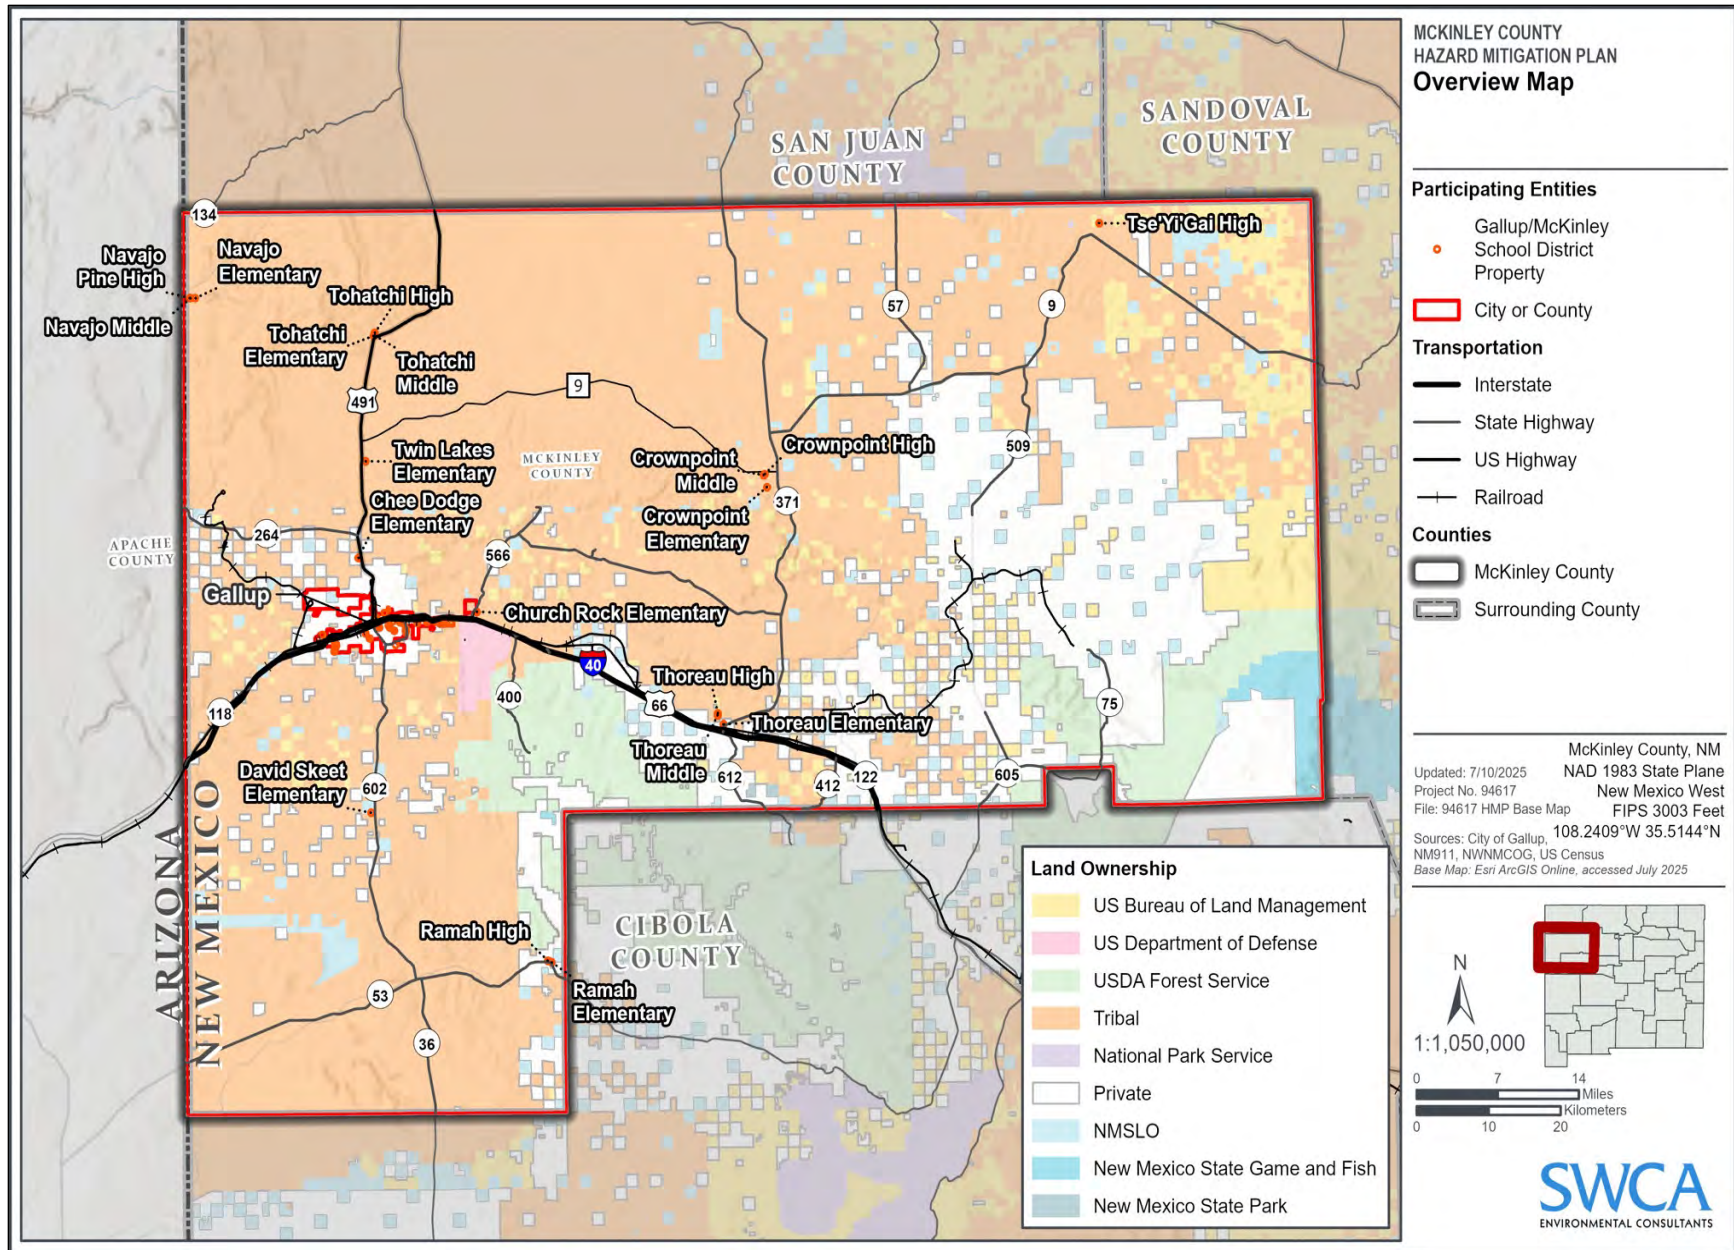 MCKINLEY COUNTY
HAZARD MITIGATION PLAN
Overview Map
Participating Entities
Gallup/McKinley
School District
Property
City or County
Transportation
Interstate
State Highway
US Highway
Railroad
Counties
McKinley County
Surrounding County
McKinley County, NM
NAD 1983 State Plane
New Mexico West
FIPS 3003 Feet
108.2409°W 35.5144°N
Updated: 7/10/2025
Project No. 94617
File: 94617 HMP Base Map
Sources: City of Gallup,
NM911, NWNMCOG, US Census
Base Map: Esri ArcGIS Online, accessed July 2025
N
1:1,050,000
0 7 14
Miles
Kilometers
0 10 20
SWCA
ENVIRONMENTAL CONSULTANTS
SAN JUAN
COUNTY
SANDOVAL
COUNTY
134
Tse'Yi'Gai High
Navajo
Pine High
Navajo
Elementary
Navajo Middle
Tohatchi High
Tohatchi
Elementary
Tohatchi
Middle
57
9
491
9
Twin Lakes
Elementary
MCKINLEY
COUNTY
Crownpoint
Middle
Crownpoint High
509
Chee Dodge
Elementary
371
Crownpoint
Elementary
264
APACHE
COUNTY
566
Gallup
Church Rock Elementary
40
Thoreau High
400
66
75
118
Thoreau Elementary
Thoreau
Middle
612
412
122
605
David Skeet
Elementary
602
ARIZONA
NEW MEXICO
CIBOLA
COUNTY
Ramah High
Ramah
Elementary
53
36
Land Ownership
US Bureau of Land Management
US Department of Defense
USDA Forest Service
Tribal
National Park Service
Private
NMSLO
New Mexico State Game and Fish
New Mexico State Park